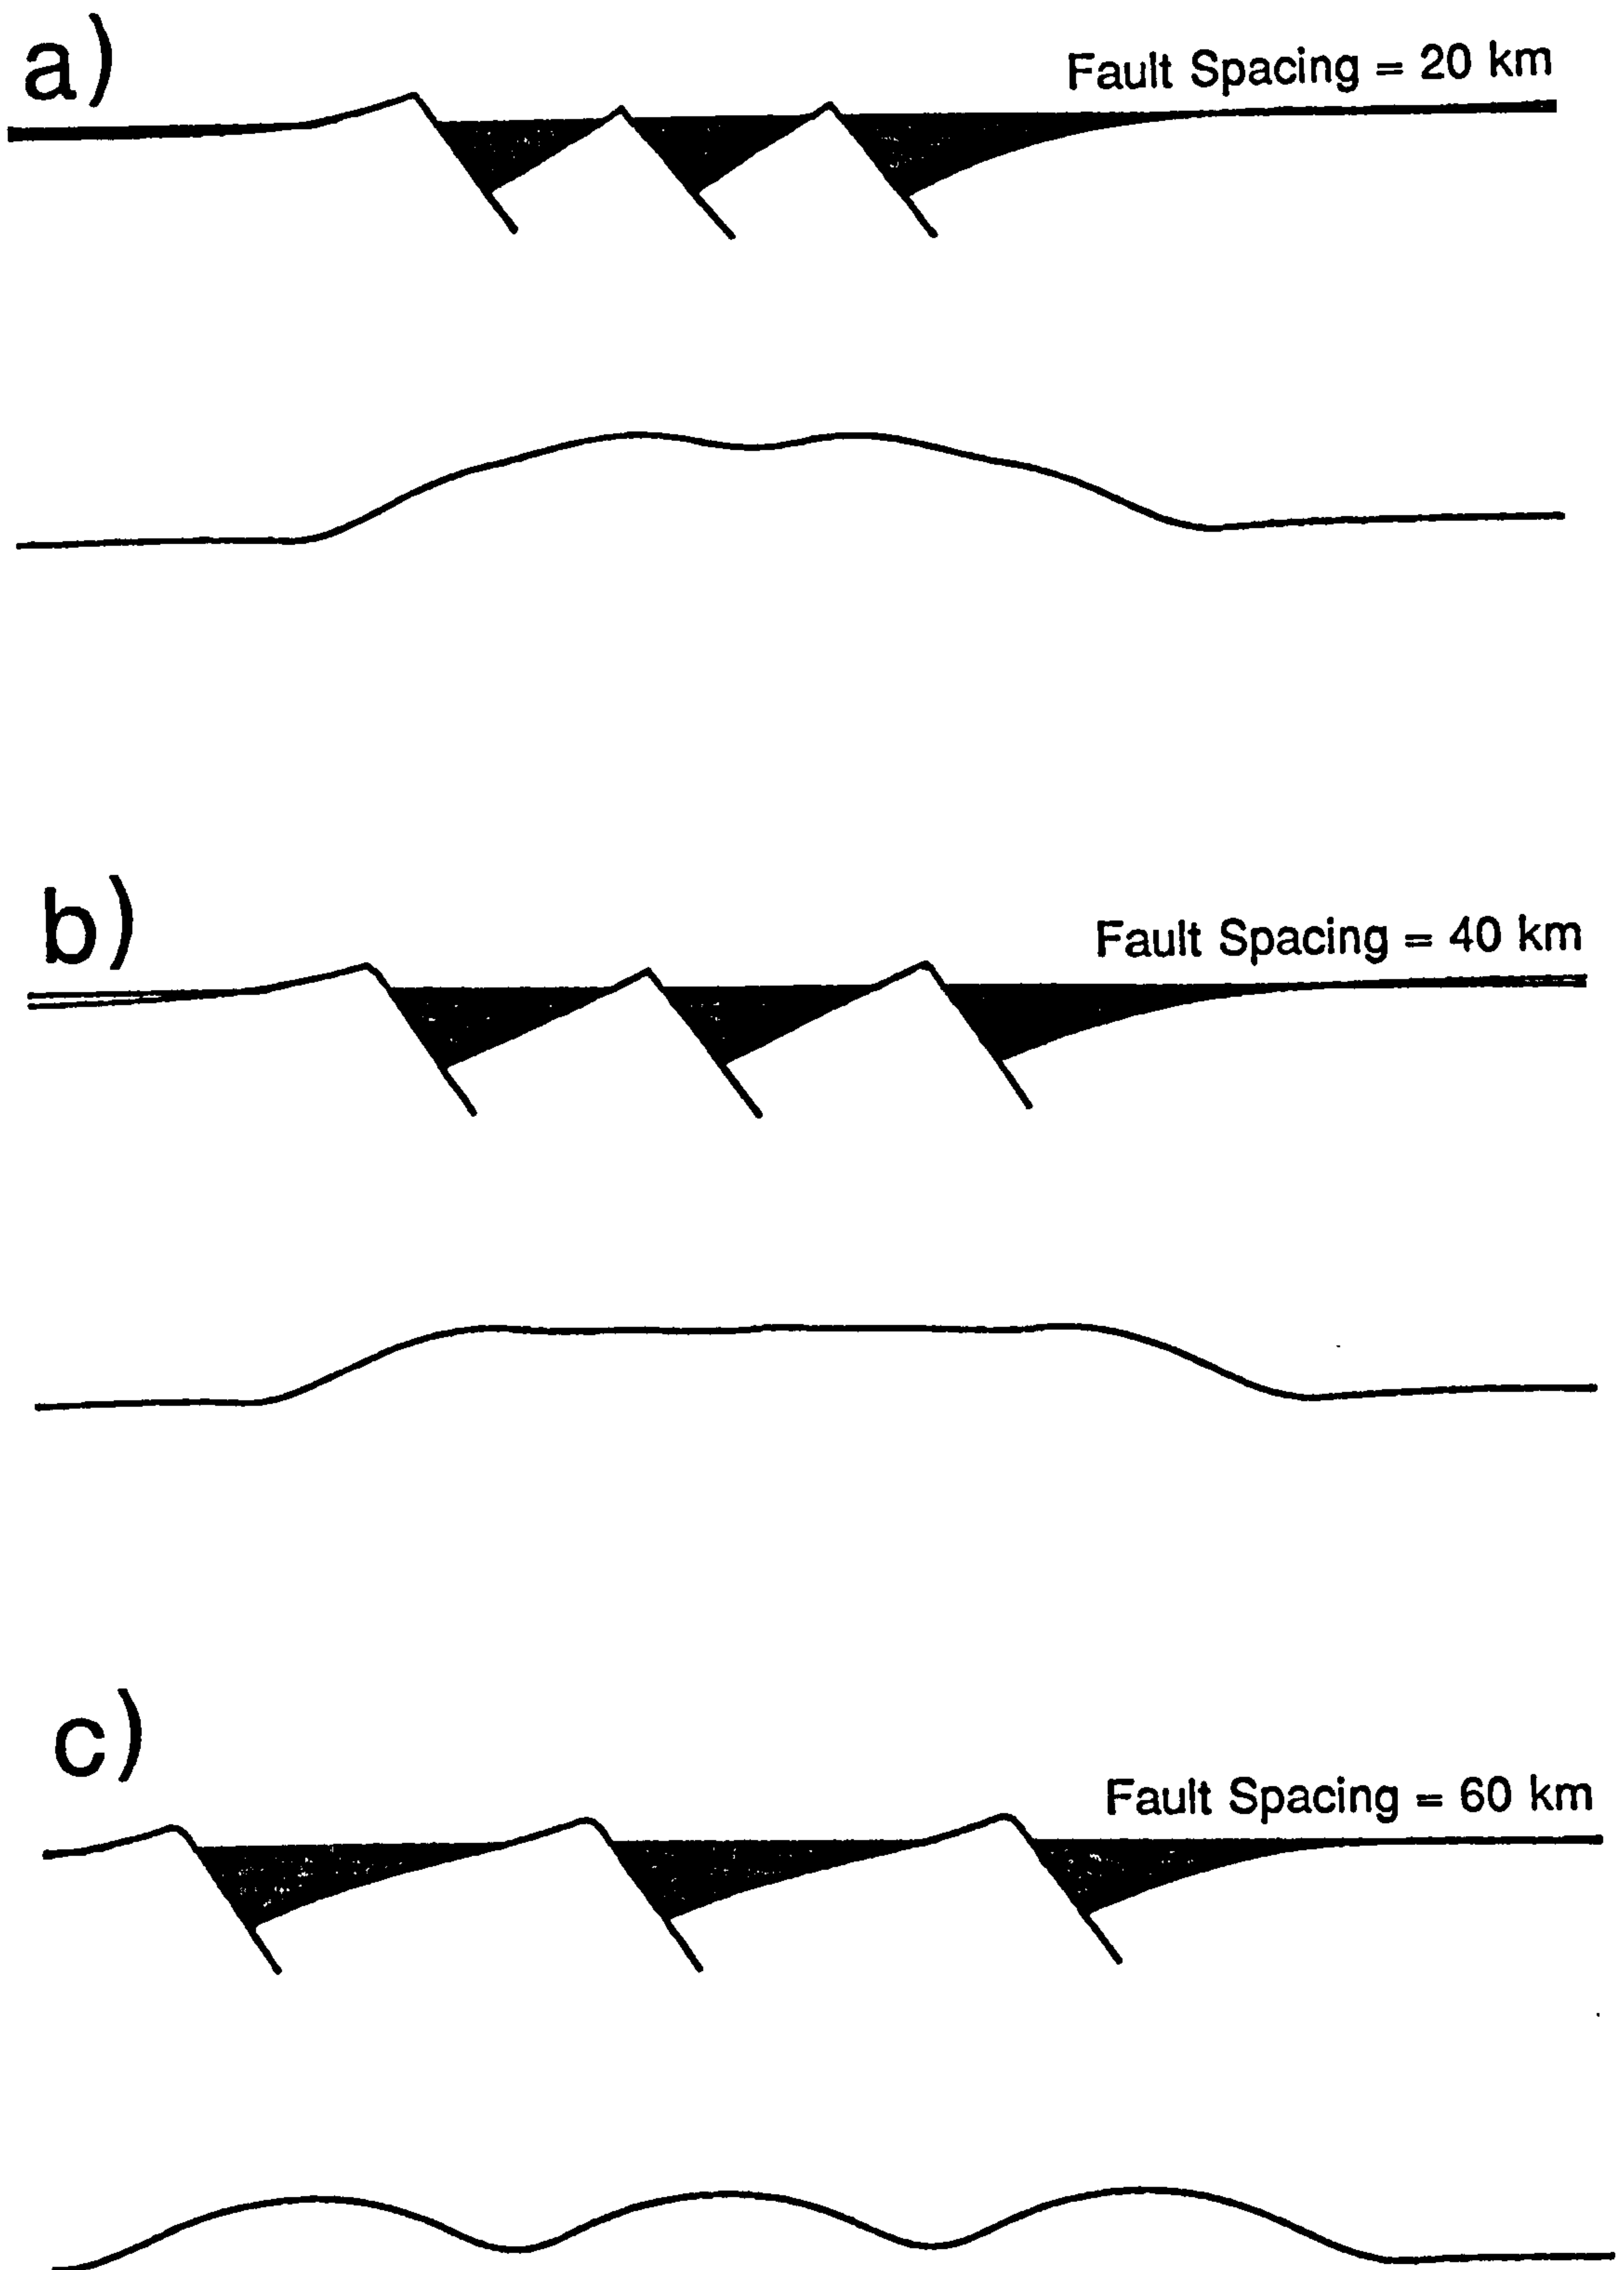 a)
Fault Spacing = 20 km
b)
Fault Spacing = 40 km
c)
Fault Spacing = 60 km